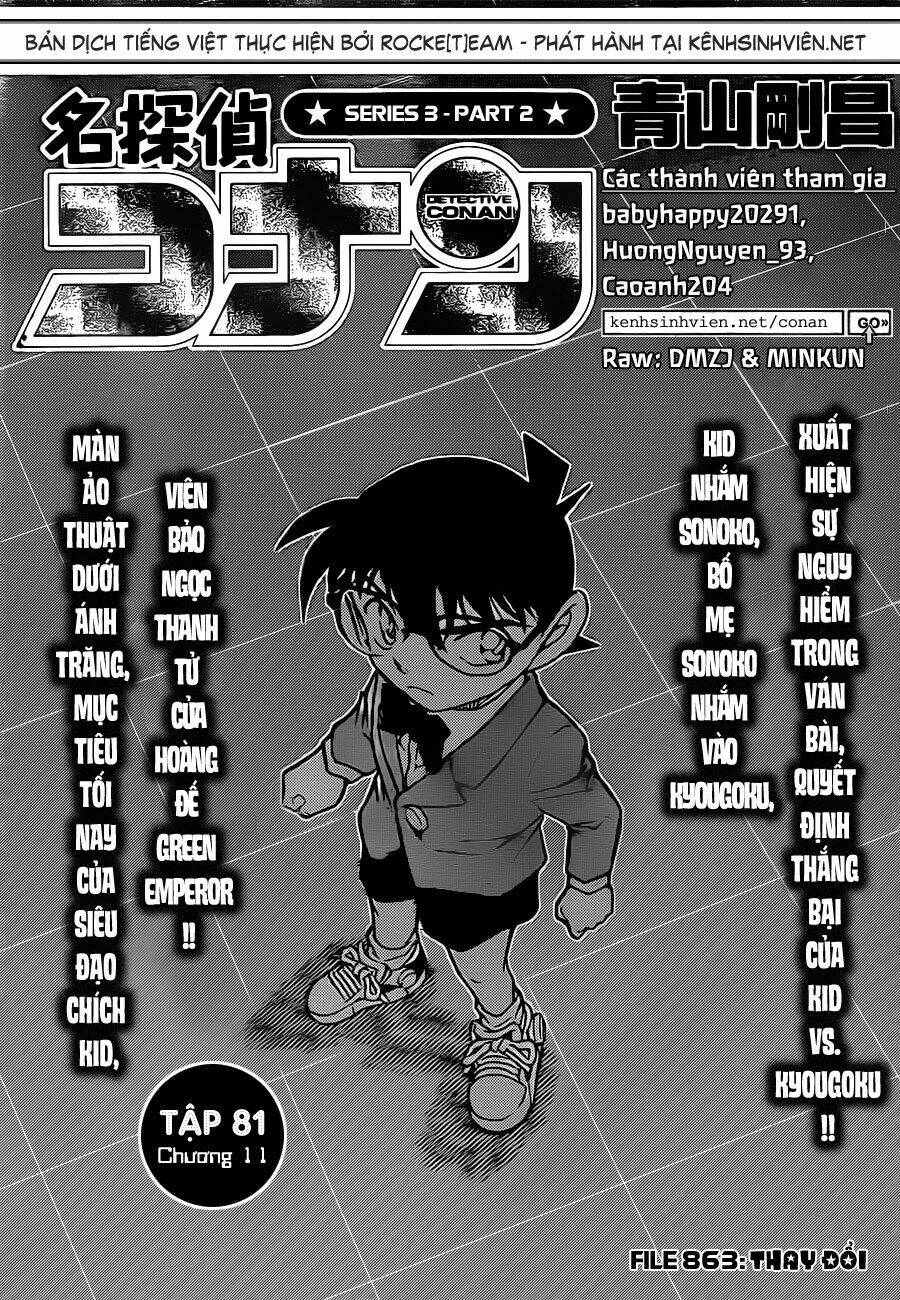 BẢN DỊCH TIẾNG VIỆT THỰC HIỆN BỞI ROCKE[T]EAM - PHÁT HÀNH TẠI KÊNHSINHVIÊN.NET
名探偵
★ SERIES 3 - PART 2 ★
青山剛昌
コナン
DETECTIVE
CONAN
Các thành viên tham gia
babyhappy20291,
HuongNguyen_93,
Caoanh204
kenhsinhvien.net/conan
GO»
Raw: DMZJ & MINKUN
XUẤT
HIỆN
SỰ
NGUY
HIỂM
TRONG
VÁN
BÀI,
QUYẾT
ĐỊNH
THẮNG
BẠI
CỦA
KID
VS.
KYOUGOKU
!!
KID
NHẮM
SONOKO,
BỐ
MẸ
SONOKO
NHẮM
VÀO
KYOUGOKU,
VIÊN
BẢO
NGỌC
THANH
TỬ
CỦA
HOÀNG
ĐẾ
GREEN
EMPEROR
!!
MÀN
ẢO
THUẬT
DƯỚI
ÁNH
TRĂNG,
MỤC
TIÊU
TỐI
NAY
CỦA
SIÊU
ĐẠO
CHÍCH
KID,
TẬP 81
Chương 11
FILE 863: THAY ĐỔI